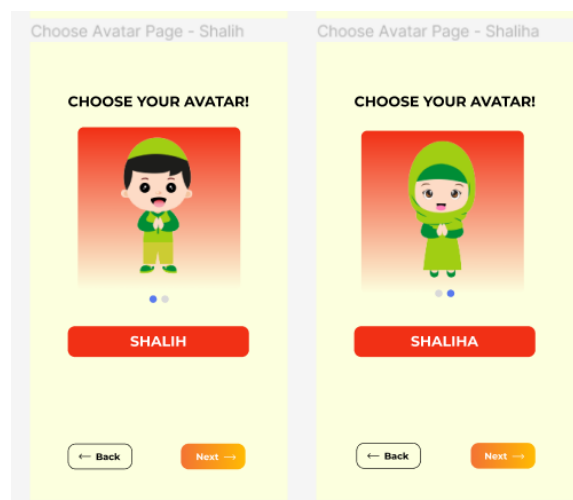 Choose Avatar Page - Shalih
CHOOSE YOUR AVATAR!
SHALIH
← Back
Next →
Choose Avatar Page - Shaliha
CHOOSE YOUR AVATAR!
SHALIHA
← Back
Next →